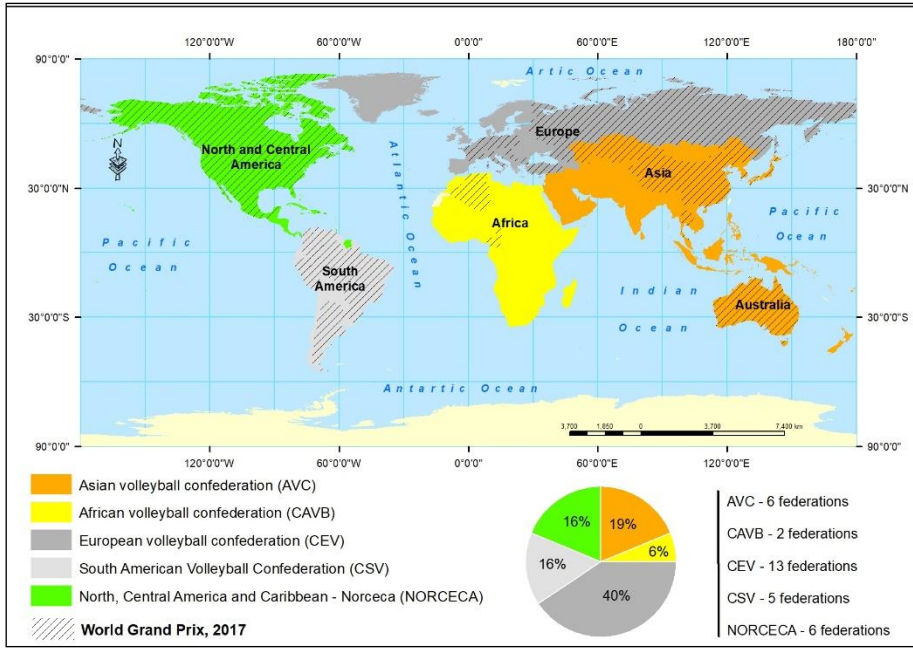 120°0'0"W 60°0'0"W 0°0'0" 60°0'0"E 120°0'0"E 180°0'0"
90°0'0" 90°0'0"
Artic Ocean
Europe
North and Central
America
Atlantic Ocean
Asia
30°0'0"N 30°0'0"N
Africa
Pacific
Ocean
Pacific
Ocean
South
America
Indian
Ocean
Australia
30°0'0"S 30°0'0"S
Antartic Ocean
3,700 1,850 0 3,700 7,400 km
90°0'0" 90°0'0"
120°0'0"W 60°0'0"W 0°0'0" 60°0'0"E 120°0'0"E 180°0'0"
Asian volleyball confederation (AVC)
African volleyball confederation (CAVB)
European volleyball confederation (CEV)
South American Volleyball Confederation (CSV)
North, Central America and Caribbean - Norceca (NORCECA)
World Grand Prix, 2017
16%
19%
6%
16%
40%
AVC - 6 federations
CAVB - 2 federations
CEV - 13 federations
CSV - 5 federations
NORCECA - 6 federations